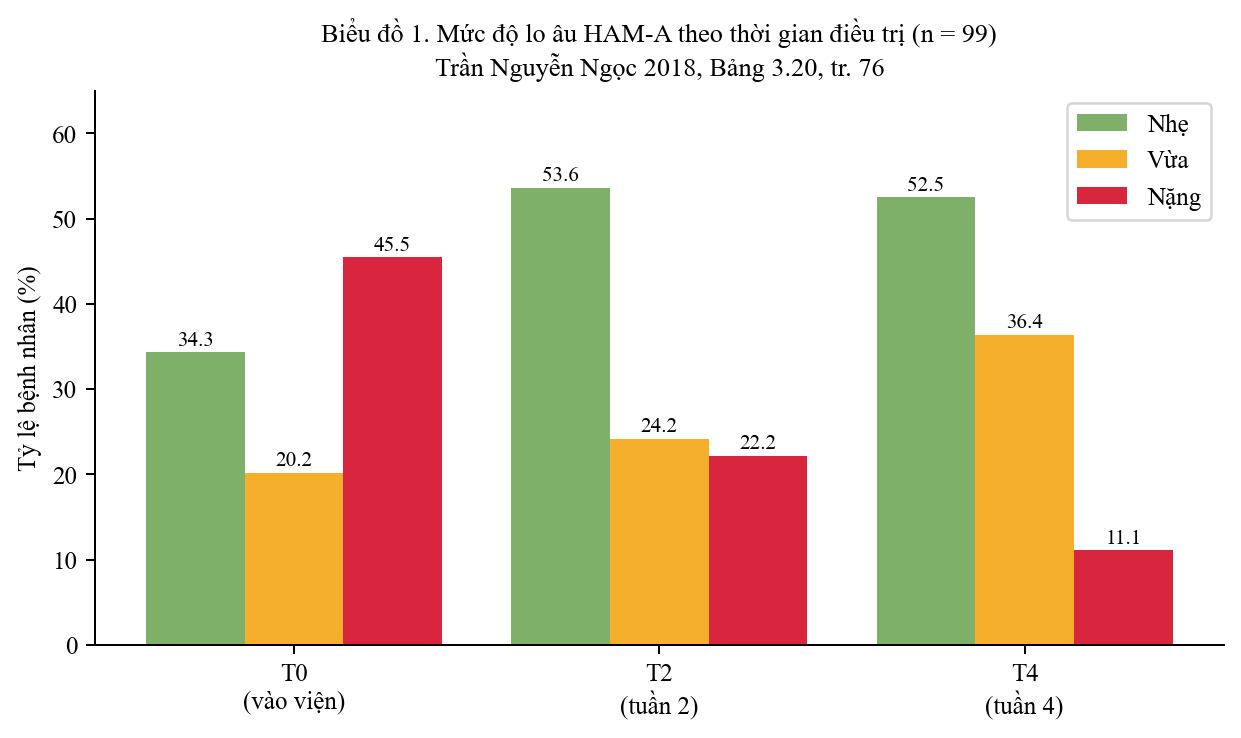 Biểu đồ 1. Mức độ lo âu HAM-A theo thời gian điều trị (n = 99)
Trần Nguyễn Ngọc 2018, Bảng 3.20, tr. 76
Tỷ lệ bệnh nhân (%)
60
50
40
30
20
10
0
Nhẹ
Vừa
Nặng
34.3
20.2
45.5
53.6
24.2
22.2
52.5
36.4
11.1
T0
(vào viện)
T2
(tuần 2)
T4
(tuần 4)